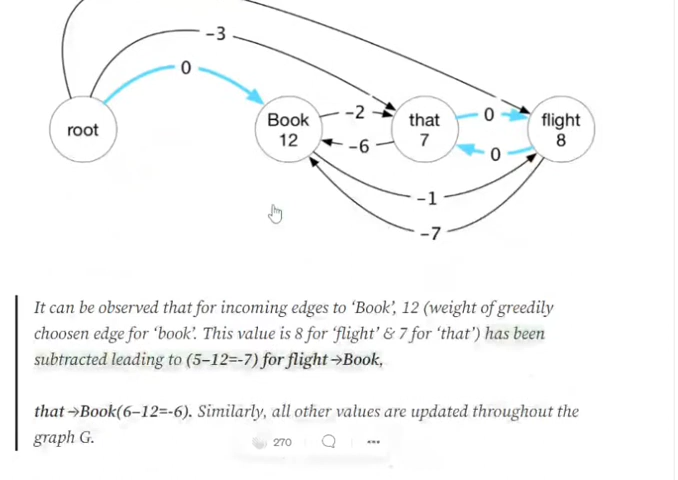 -3
0
root
Book
12
-2
-6
that
7
0
0
flight
8
-1
-7
It can be observed that for incoming edges to ‘Book’, 12 (weight of greedily
choosen edge for ‘book’. This value is 8 for ‘flight’ & 7 for ‘that’) has been
subtracted leading to (5–12=-7) for flight →Book,
that →Book(6–12=-6). Similarly, all other values are updated throughout the
graph G.
270